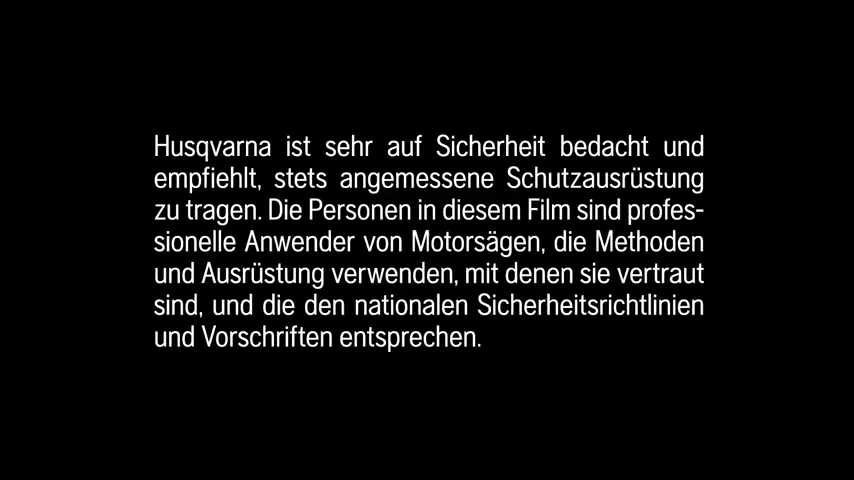 Husqvarna ist sehr auf Sicherheit bedacht und
empfiehlt, stets angemessene Schutzausrüstung
zu tragen. Die Personen in diesem Film sind profes-
sionelle Anwender von Motorsägen, die Methoden
und Ausrüstung verwenden, mit denen sie vertraut
sind, und die den nationalen Sicherheitsrichtlinien
und Vorschriften entsprechen.